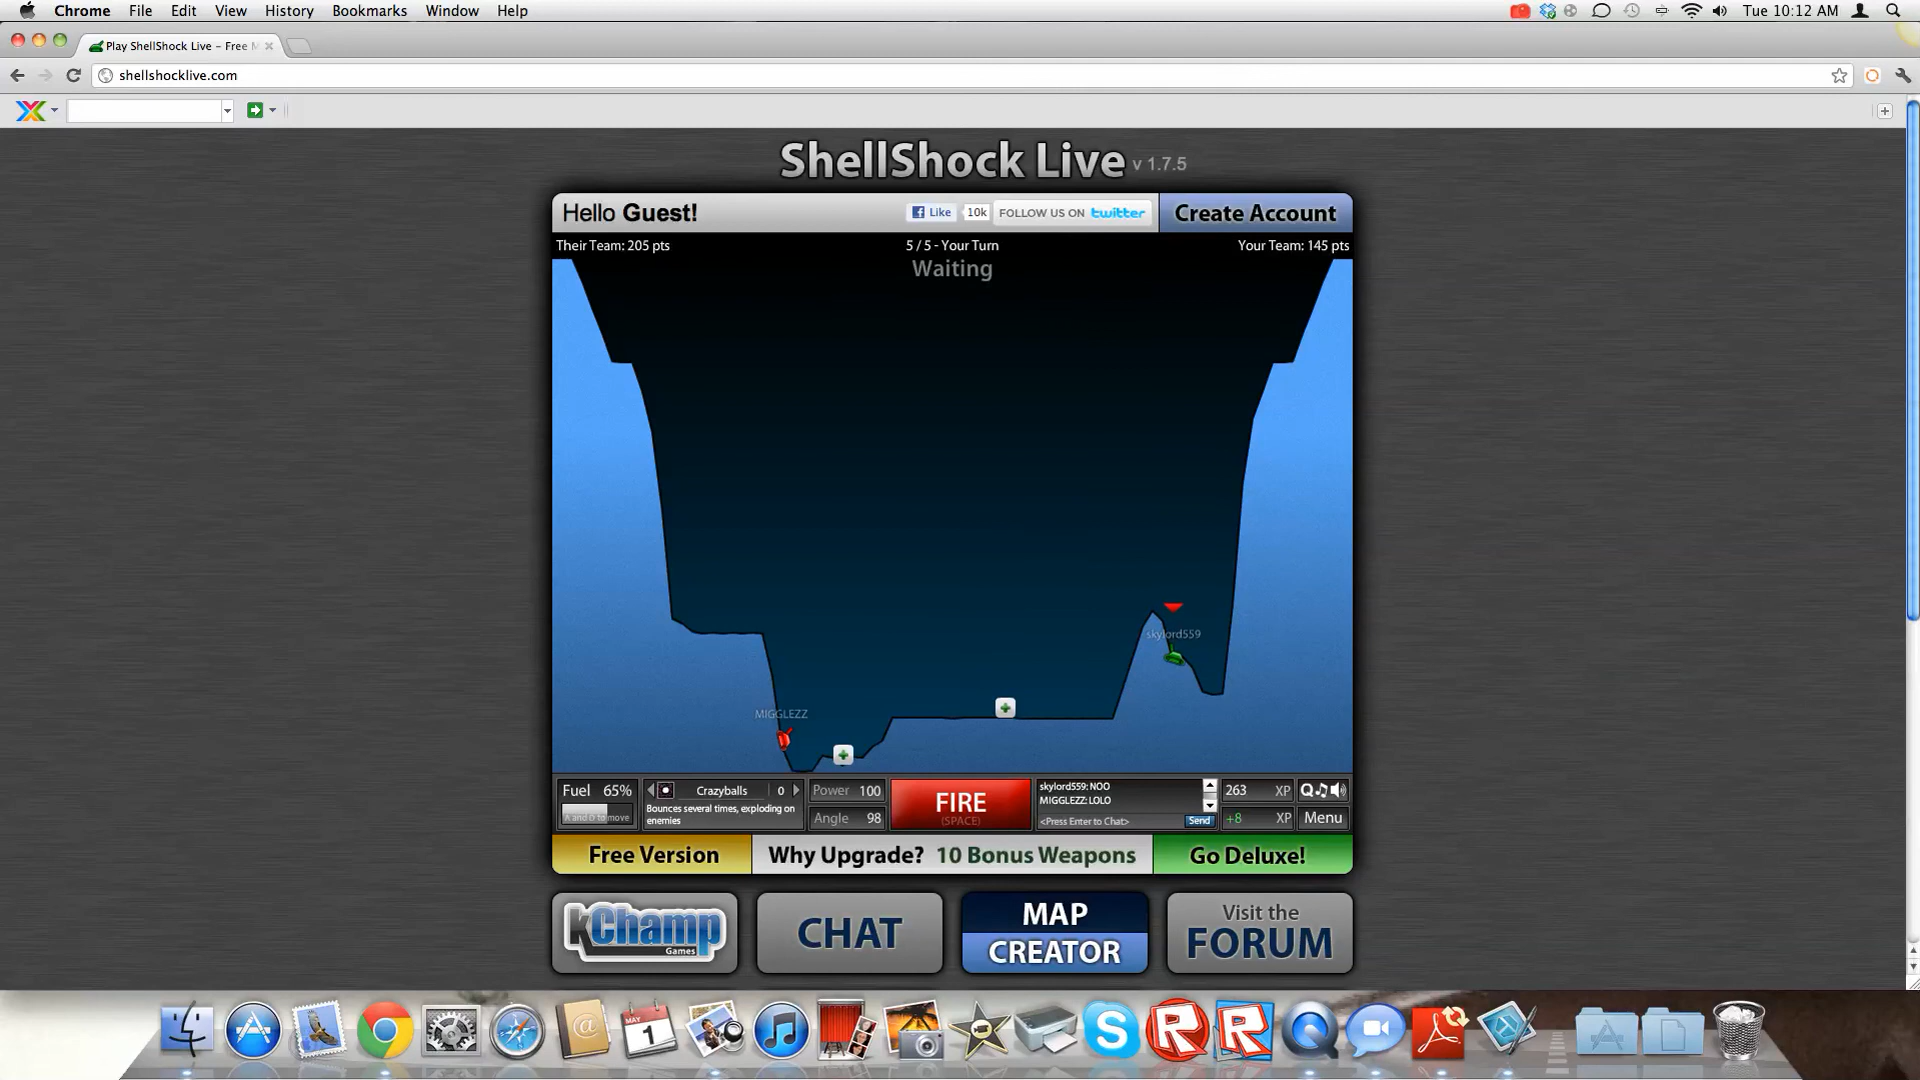 Chrome File Edit View History Bookmarks Window Help
Tue 10:12 AM
Play ShellShock Live – Free M
shellshocklive.com
ShellShock Live v 1.7.5
Hello Guest!
Like 10k
FOLLOW US ON twitter
Create Account
Their Team: 205 pts
5 / 5 - Your Turn
Your Team: 145 pts
Waiting
skylord559
MIGGLEZZ
Fuel 65%
A and D to move
Crazyballs 0
Bounces several times, exploding on
enemies
Power 100
Angle 98
FIRE
(SPACE)
skylord559: NOO
MIGGLEZZ: LOLO
<Press Enter to Chat>
Send
263 XP
+8 XP
Q
Menu
Free Version
Why Upgrade? 10 Bonus Weapons
Go Deluxe!
kChamp
Games
CHAT
MAP
CREATOR
Visit the
FORUM
MAY
1